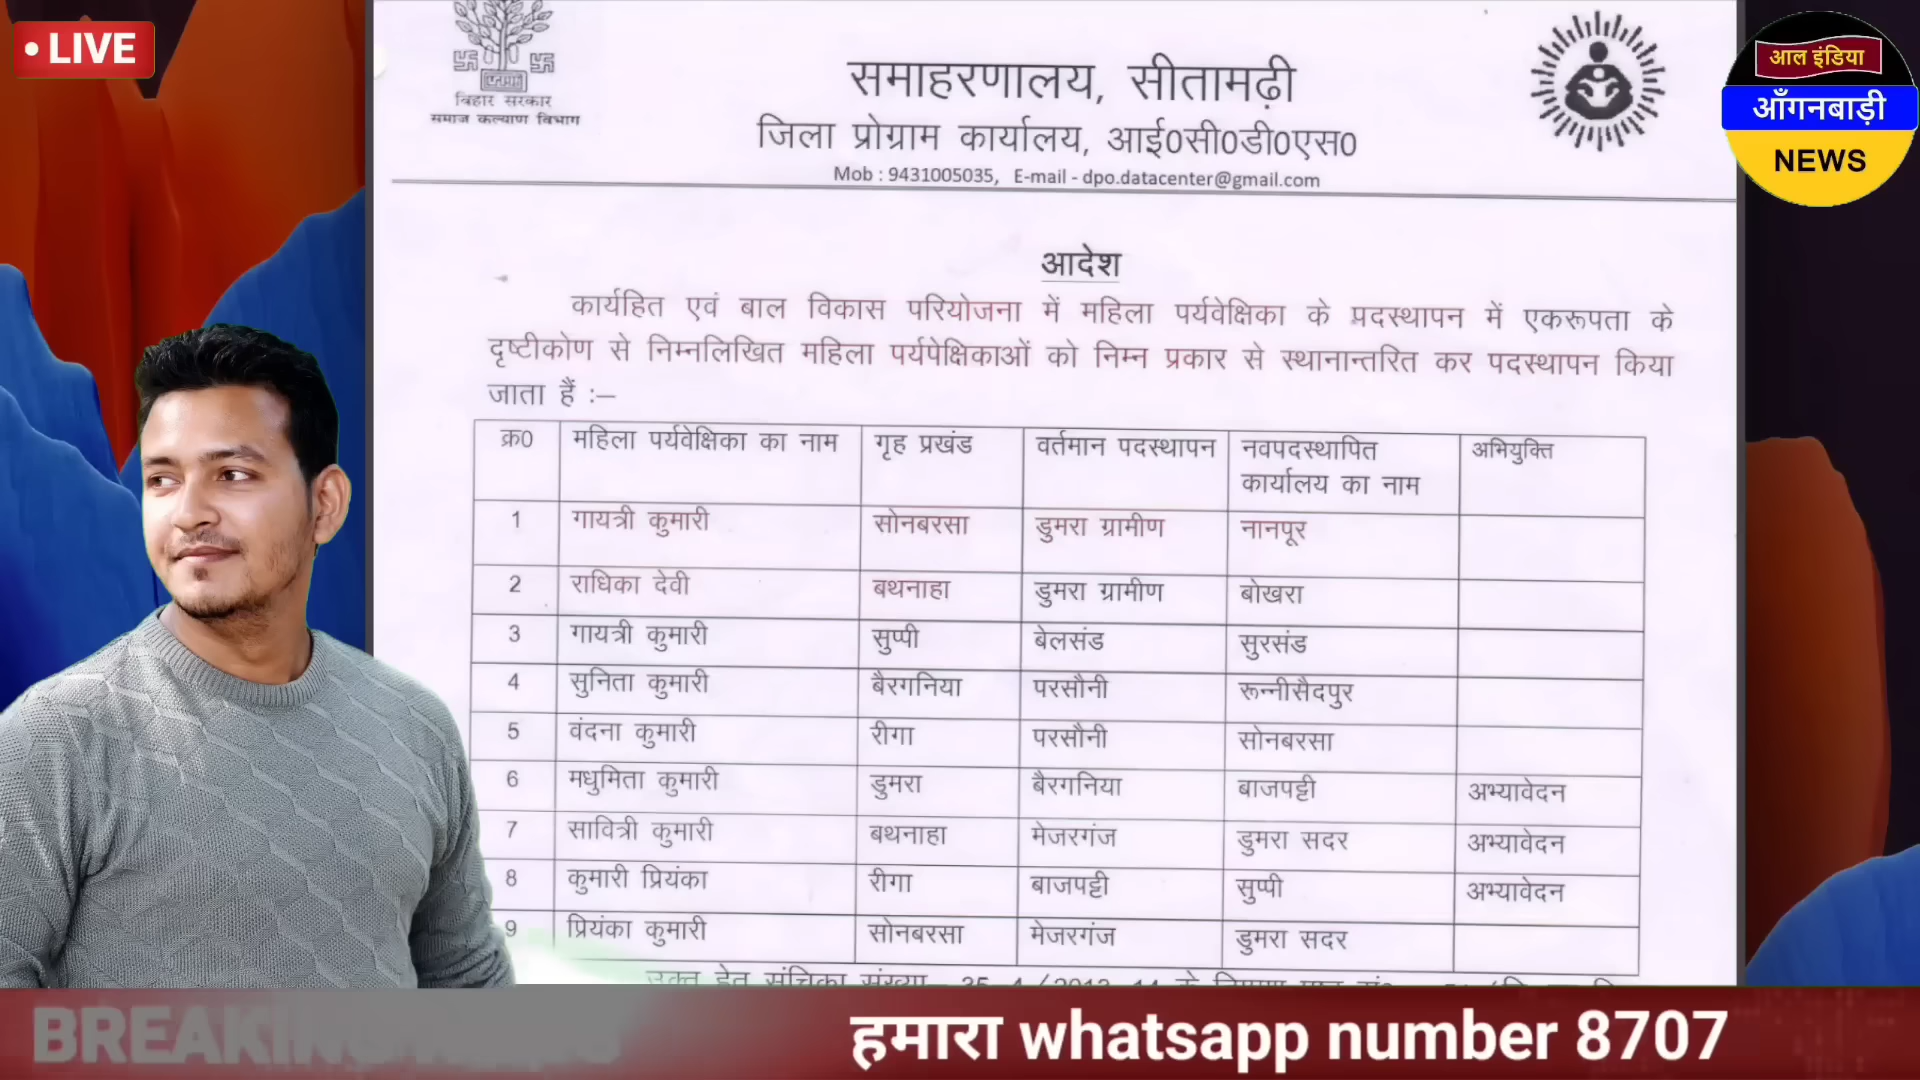 • LIVE
बिहार सरकार
समाज कल्याण विभाग
समाहरणालय, सीतामढ़ी
जिला प्रोग्राम कार्यालय, आई0सी0डी0एस0
Mob : 9431005035, E-mail - dpo.datacenter@gmail.com
आल इंडिया
आँगनबाड़ी
NEWS
आदेश
कार्यहित एवं बाल विकास परियोजना में महिला पर्यवेक्षिका के प्रदस्थापन में एकरूपता के
दृष्टीकोण से निम्नलिखित महिला पर्यपेक्षिकाओं को निम्न प्रकार से स्थानान्तरित कर पदस्थापन किया
जाता हैं :–
क्र0 महिला पर्यवेक्षिका का नाम गृह प्रखंड वर्तमान पदस्थापन नवपदस्थापित कार्यालय का नाम अभियुक्ति
1 गायत्री कुमारी सोनबरसा डुमरा ग्रामीण नानपूर
2 राधिका देवी बथनाहा डुमरा ग्रामीण बोखरा
3 गायत्री कुमारी सुप्पी बेलसंड सुरसंड
4 सुनिता कुमारी बैरगनिया परसौनी रून्नीसैदपुर
5 वंदना कुमारी रीगा परसौनी सोनबरसा
6 मधुमिता कुमारी डुमरा बैरगनिया बाजपट्टी अभ्यावेदन
7 सावित्री कुमारी बथनाहा मेजरगंज डुमरा सदर अभ्यावेदन
8 कुमारी प्रियंका रीगा बाजपट्टी सुप्पी अभ्यावेदन
9 प्रियंका कुमारी सोनबरसा मेजरगंज डुमरा सदर
उक्त हेतु संचिका संख्या
हमारा whatsapp number 8707